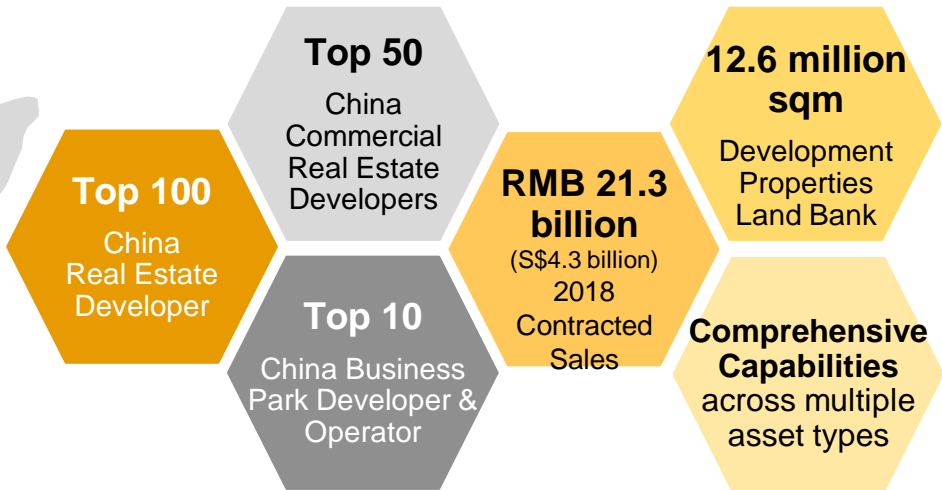 Top 100
China
Real Estate
Developer
Top 50
China
Commercial
Real Estate
Developers
Top 10
China Business
Park Developer &
Operator
RMB 21.3
billion
(S$4.3 billion)
2018
Contracted
Sales
12.6 million
sqm
Development
Properties
Land Bank
Comprehensive
Capabilities
across multiple
asset types